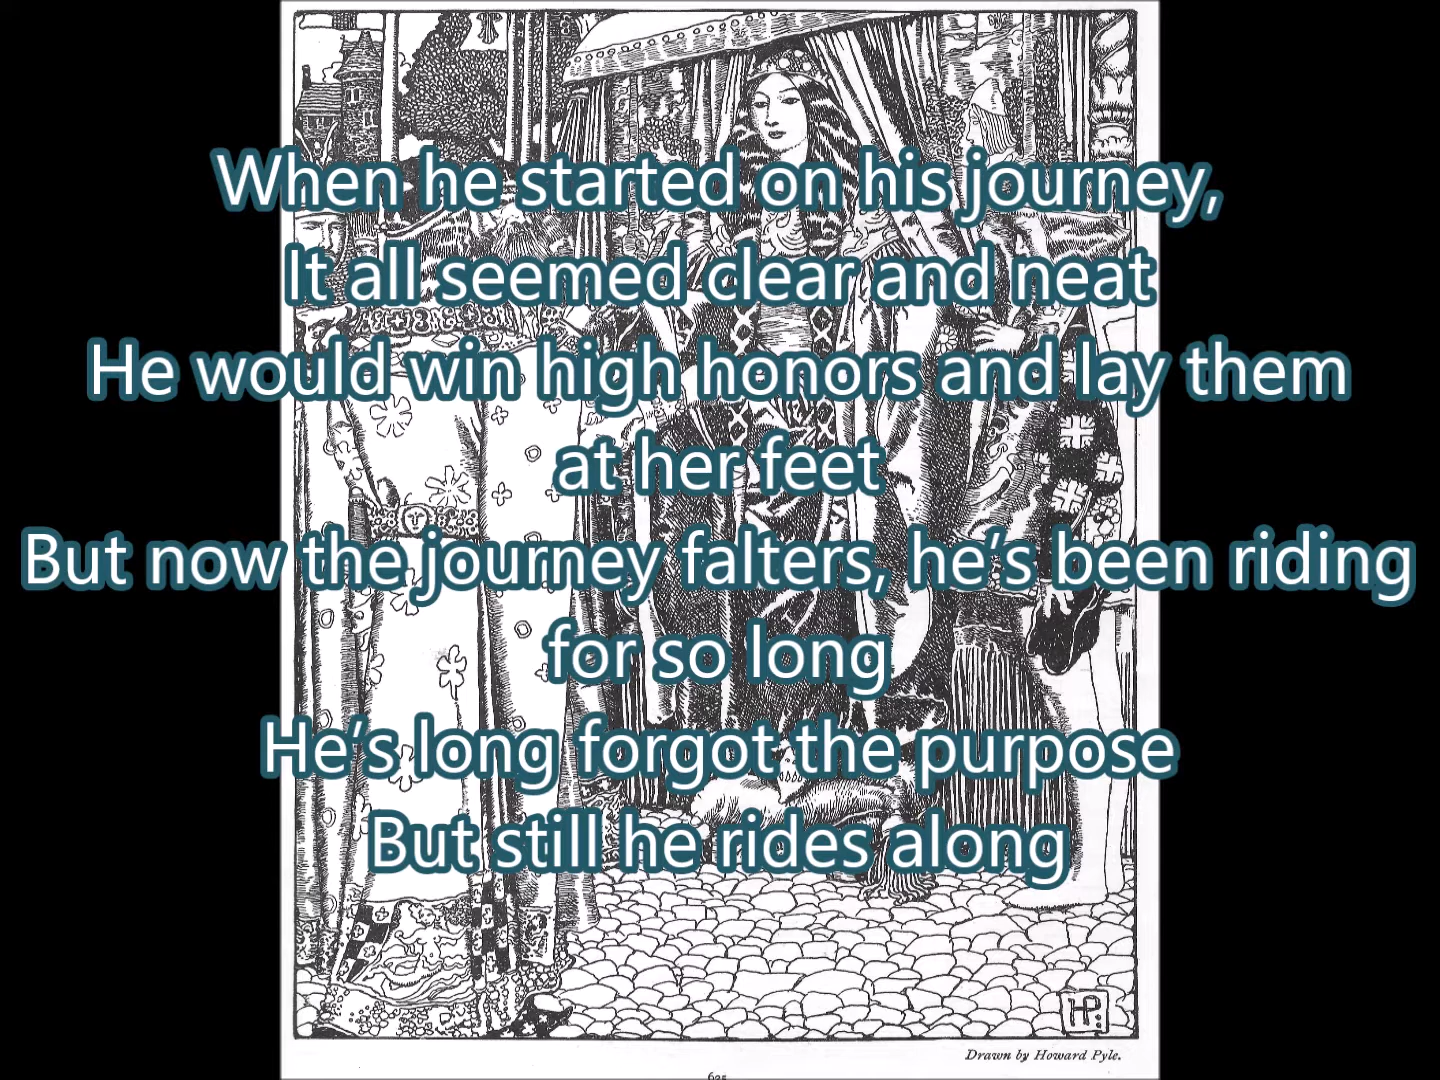 When he started on his journey,
It all seemed clear and neat
He would win high honors and lay them
at her feet
But now the journey falters, he’s been riding
for so long
He’s long forgot the purpose
But still he rides along
HP
Drawn by Howard Pyle.